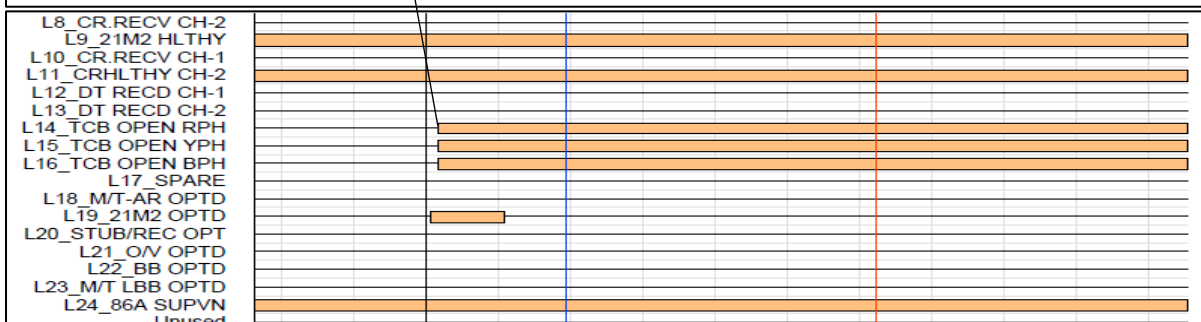 L8_CR.RECV CH-2
L9_21M2 HLTHY
L10_CR.RECV CH-1
L11_CRHLTHY CH-2
L12_DT RECD CH-1
L13_DT RECD CH-2
L14_TCB OPEN RPH
L15_TCB OPEN YPH
L16_TCB OPEN BPH
L17_SPARE
L18_M/T-AR OPTD
L19_21M2 OPTD
L20_STUB/REC OPT
L21_O/V OPTD
L22_BB OPTD
L23_M/T LBB OPTD
L24_86A SUPVN
Unused